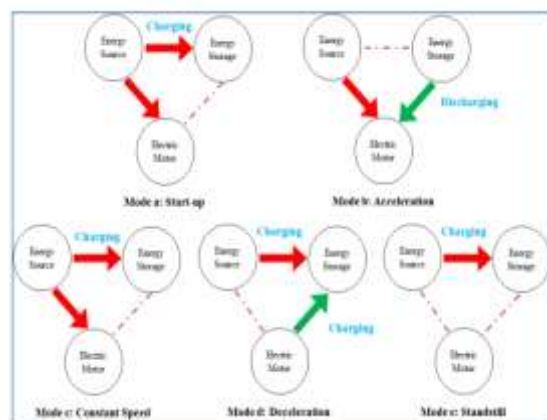 Charging
Energy
Source
Energy
Storage
Electric
Motor
Mode a: Start-up
Energy
Source
Energy
Storage
Discharging
Electric
Motor
Mode b: Acceleration
Charging
Energy
Source
Energy
Storage
Electric
Motor
Mode c: Constant Speed
Charging
Energy
Source
Energy
Storage
Charging
Electric
Motor
Mode d: Deceleration
Charging
Energy
Source
Energy
Storage
Electric
Motor
Mode e: Standstill